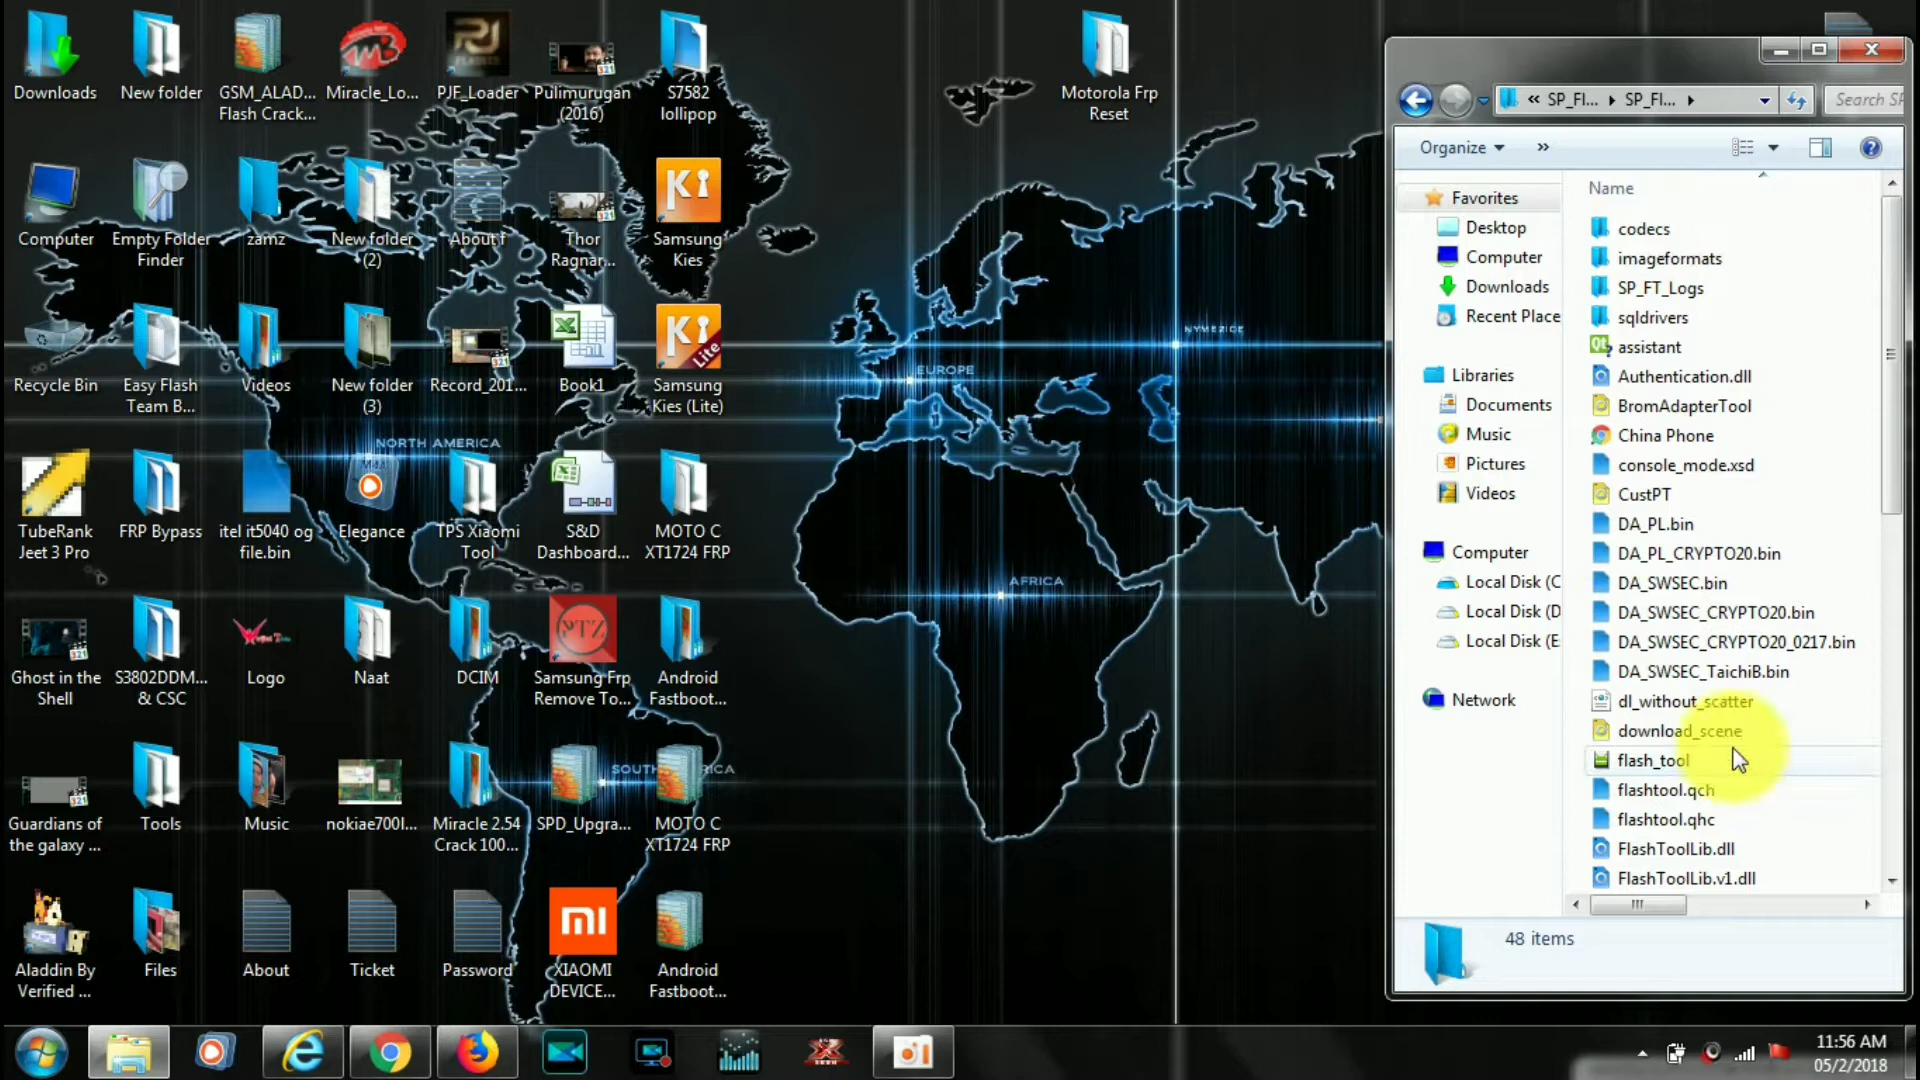 Downloads
New folder
GSM_ALAD...
Flash Crack...
Miracle_Lo...
PJF_Loader
Pulimurugan
(2016)
S7582
lollipop
Motorola Frp
Reset
Computer
Empty Folder
Finder
zamz
New folder
(2)
About f
Thor
Ragnar...
Samsung
Kies
Recycle Bin
Easy Flash
Team B...
Videos
New folder
(3)
Record_201...
Book1
Lite
Samsung
Kies (Lite)
TubeRank
Jeet 3 Pro
FRP Bypass
itel it5040 og
file.bin
M4A
Elegance
TPS Xiaomi
Tool
S&D
Dashboard...
MOTO C
XT1724 FRP
Ghost in the
Shell
S3802DDM...
& CSC
Logo
Naat
DCIM
PTZ
Samsung Frp
Remove To...
Android
Fastboot...
Guardians of
the galaxy ...
Tools
Music
nokiae700l...
Miracle 2.54
Crack 100...
SPD_Upgra...
MOTO C
XT1724 FRP
Aladdin By
Verified ...
Files
About
Ticket
Password
XIAOMI
DEVICE...
Android
Fastboot...
NORTH AMERICA
EUROPE
AFRICA
« SP_Fl... ▸ SP_Fl... ▸
Search SP
Organize
»
Name
Favorites
Desktop
Computer
Downloads
Recent Place
Libraries
Documents
Music
Pictures
Videos
Computer
Local Disk (C
Local Disk (D
Local Disk (E
Network
codecs
imageformats
SP_FT_Logs
sqldrivers
assistant
Authentication.dll
BromAdapterTool
China Phone
console_mode.xsd
CustPT
DA_PL.bin
DA_PL_CRYPTO20.bin
DA_SWSEC.bin
DA_SWSEC_CRYPTO20.bin
DA_SWSEC_CRYPTO20_0217.bin
DA_SWSEC_TaichiB.bin
dl_without_scatter
download_scene
flash_tool
flashtool.qch
flashtool.qhc
FlashToolLib.dll
FlashToolLib.v1.dll
48 items
11:56 AM
05/2/2018